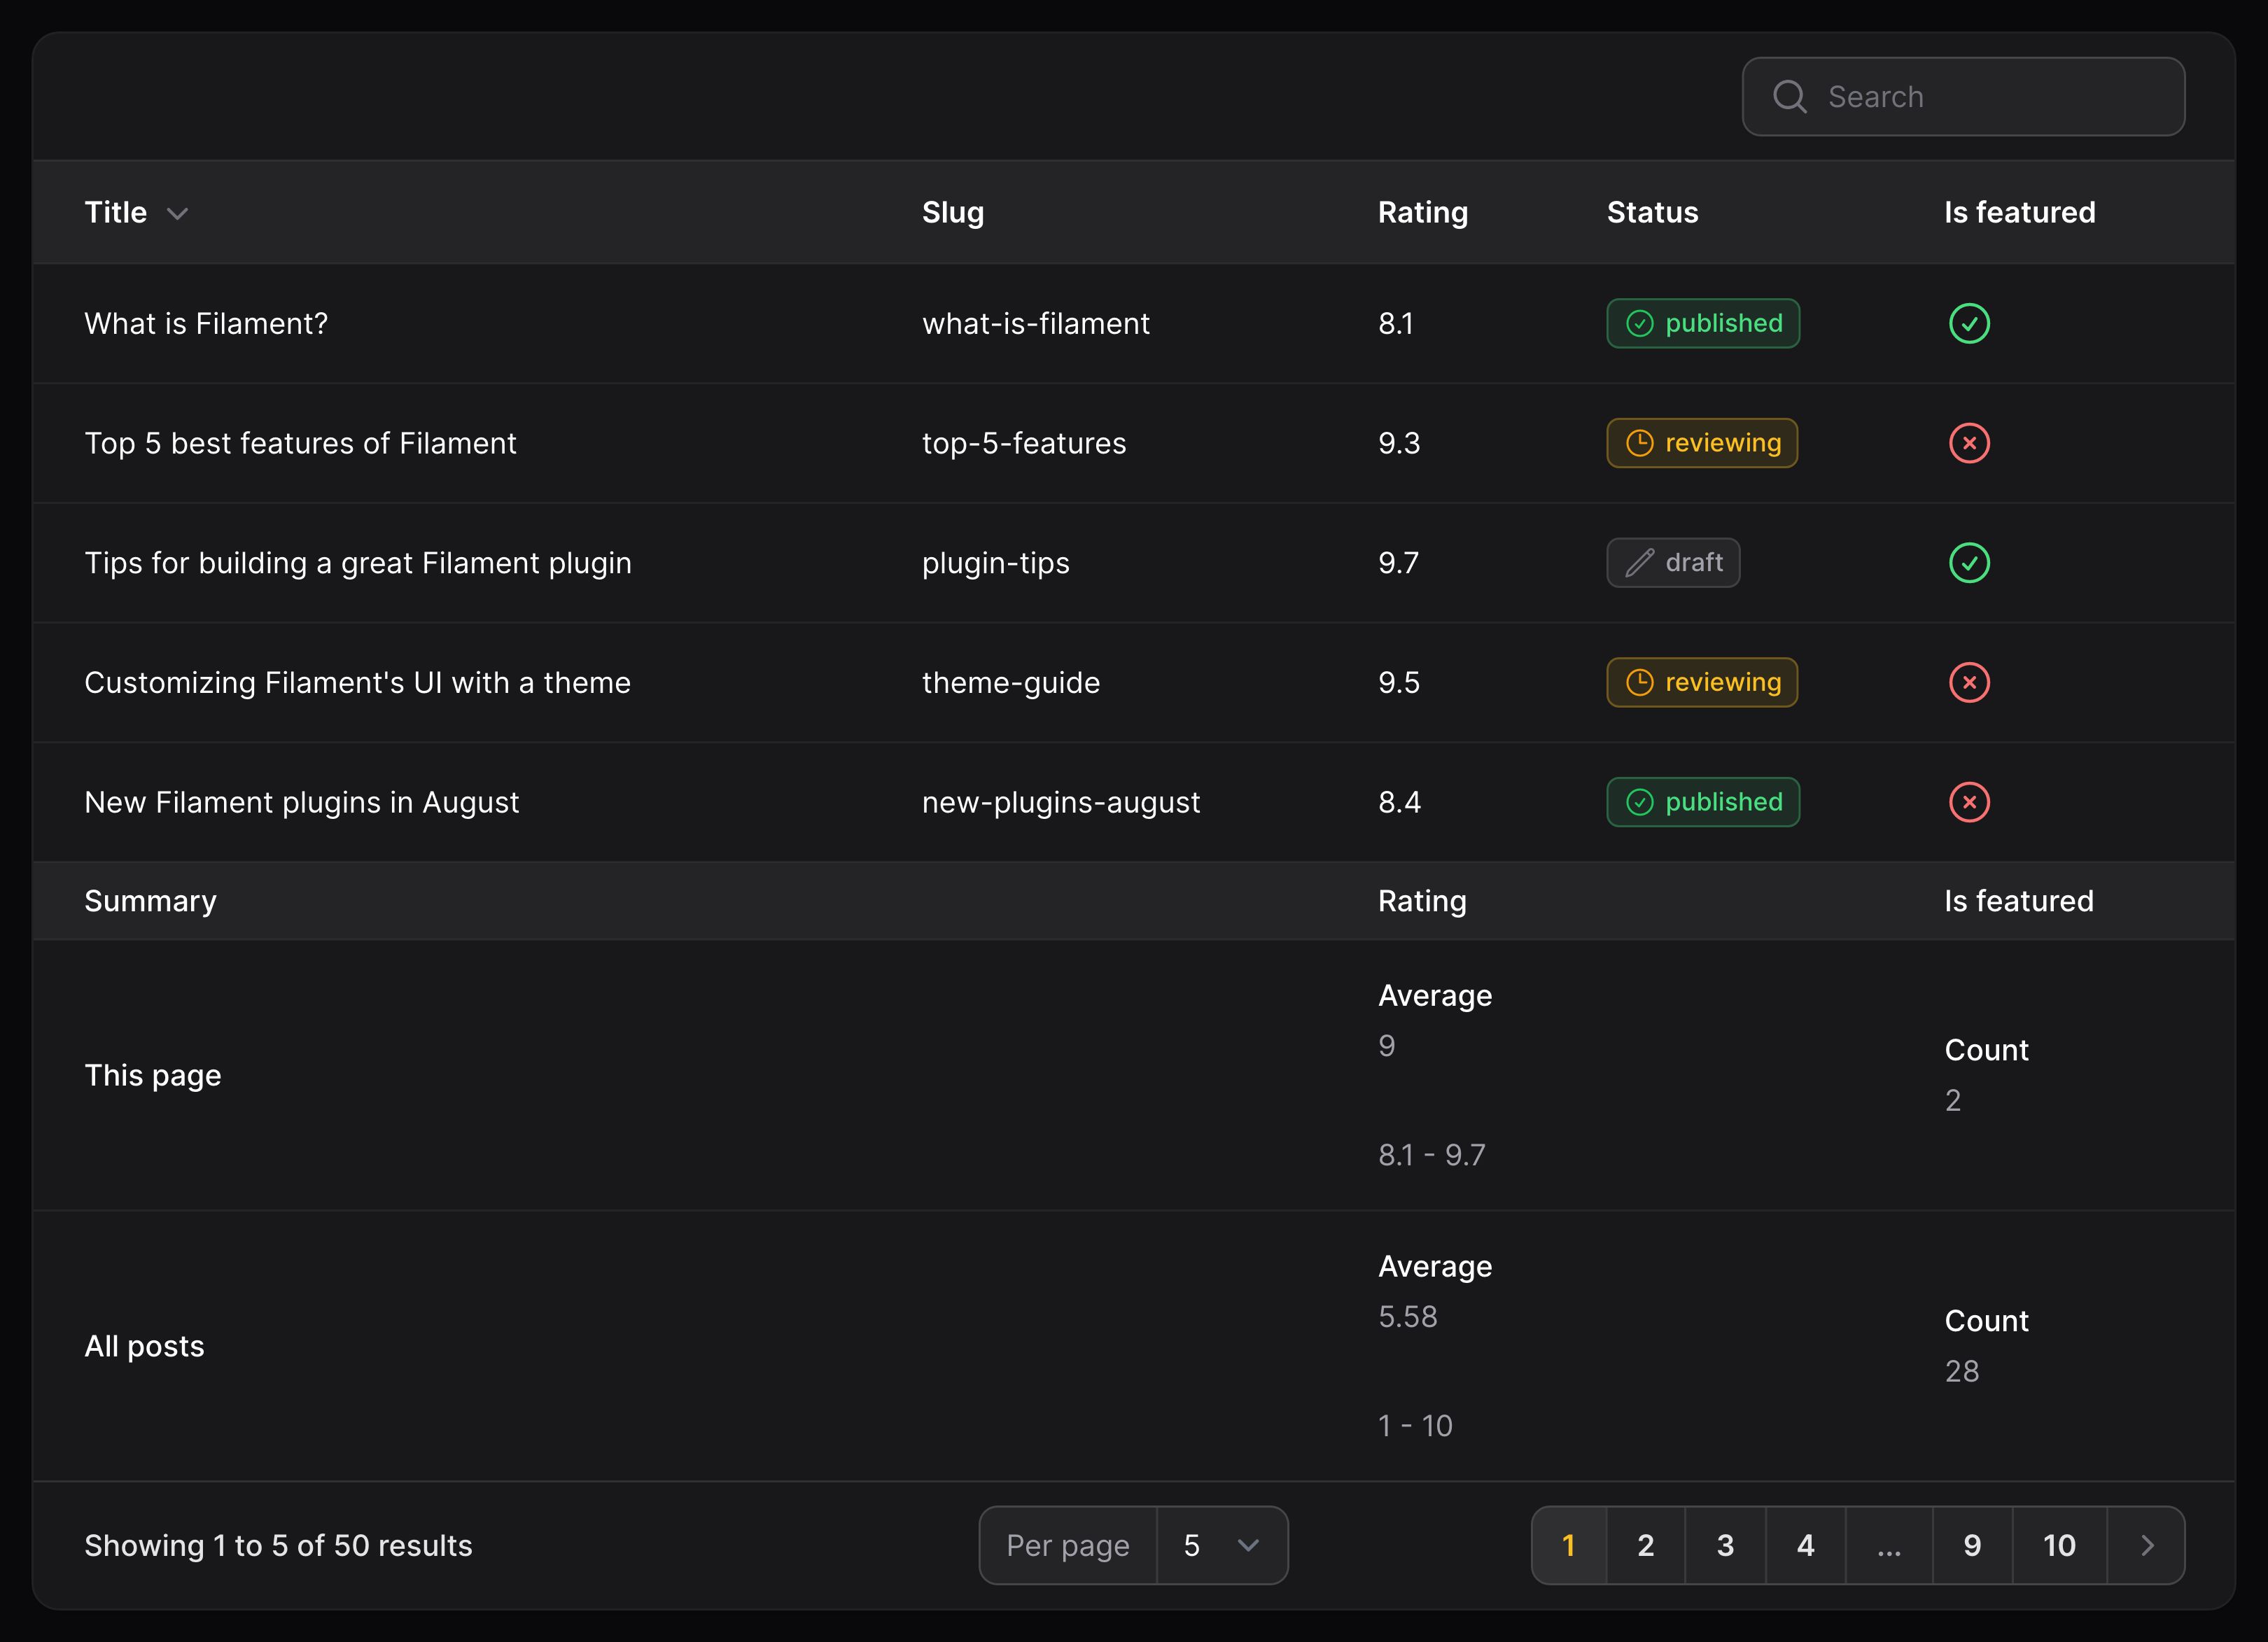 Search
Title Slug Rating Status Is featured
What is Filament? what-is-filament 8.1 published
Top 5 best features of Filament top-5-features 9.3 reviewing
Tips for building a great Filament plugin plugin-tips 9.7 draft
Customizing Filament's UI with a theme theme-guide 9.5 reviewing
New Filament plugins in August new-plugins-august 8.4 published
Summary Rating Is featured
This page
Average
9
8.1 - 9.7
Count
2
All posts
Average
5.58
1 - 10
Count
28
Showing 1 to 5 of 50 results Per page 5 1 2 3 4 ... 9 10